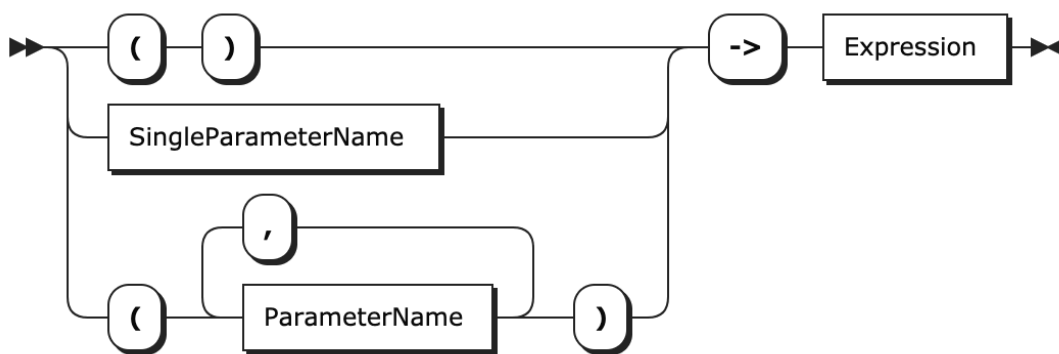 ( ) -> Expression
SingleParameterName
,
( ParameterName )